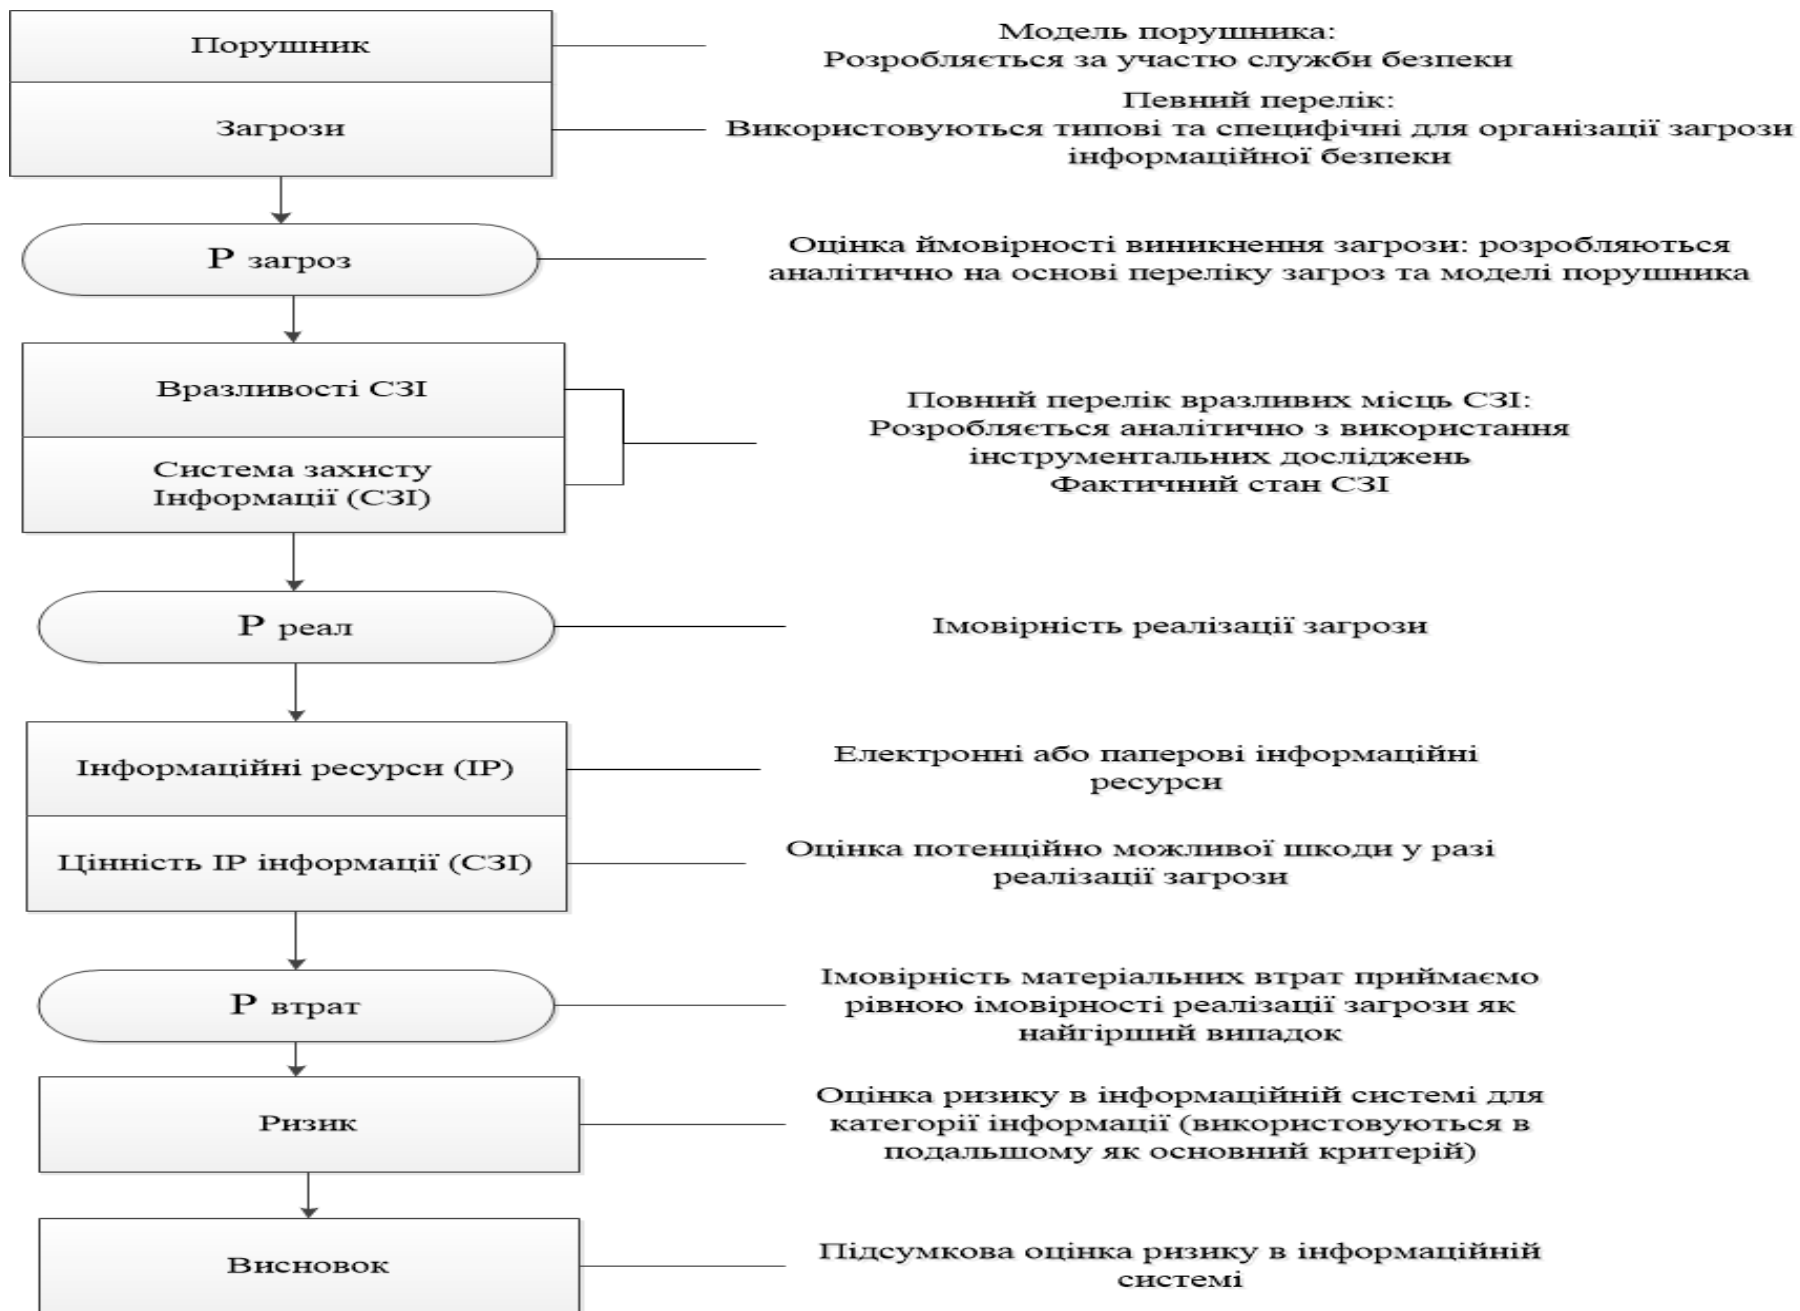 Порушник
Модель порушника:
Розробляється за участю служби безпеки
Загрози
Певний перелік:
Використовуються типові та специфічні для організації загрози
інформаційної безпеки
Р загроз
Оцінка ймовірності виникнення загрози: розробляються
аналітично на основі переліку загроз та моделі порушника
Вразливості СЗІ
Система захисту
Інформації (СЗІ)
Повний перелік вразливих місць СЗІ:
Розробляється аналітично з використання
інструментальних досліджень
Фактичний стан СЗІ
Р реал
Імовірність реалізації загрози
Інформаційні ресурси (ІР)
Електронні або паперові інформаційні
ресурси
Цінність ІР інформації (СЗІ)
Оцінка потенційно можливої шкоди у разі
реалізації загрози
Р втрат
Імовірність матеріальних втрат приймаємо
рівною імовірності реалізації загрози як
найгірший випадок
Ризик
Оцінка ризику в інформаційній системі для
категорії інформації (використовуються в
подальшому як основний критерій)
Висновок
Підсумкова оцінка ризику в інформаційній
системі